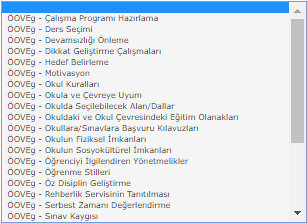 ÖOVEg - Çalışma Programı Hazırlama
ÖOVEg - Ders Seçimi
ÖOVEg - Devamsızlığı Önleme
ÖOVEg - Dikkat Geliştirme Çalışmaları
ÖOVEg - Hedef Belirleme
ÖOVEg - Motivasyon
ÖOVEg - Okul Kuralları
ÖOVEg - Okula ve Çevreye Uyum
ÖOVEg - Okulda Seçilebilecek Alan/Dallar
ÖOVEg - Okuldaki ve Okul Çevresindeki Eğitim Olanakları
ÖOVEg - Okullara/Sınavlara Başvuru Kılavuzları
ÖOVEg - Okulun Fiziksel İmkanları
ÖOVEg - Okulun Sosyokültürel İmkanları
ÖOVEg - Öğrenciyi İlgilendiren Yönetmelikler
ÖOVEg - Öğrenme Stilleri
ÖOVEg - Öz Disiplin Geliştirme
ÖOVEg - Rehberlik Servisinin Tanıtılması
ÖOVEg - Serbest Zamanı Değerlendirme
ÖOVEg - Sınav Kaygısı